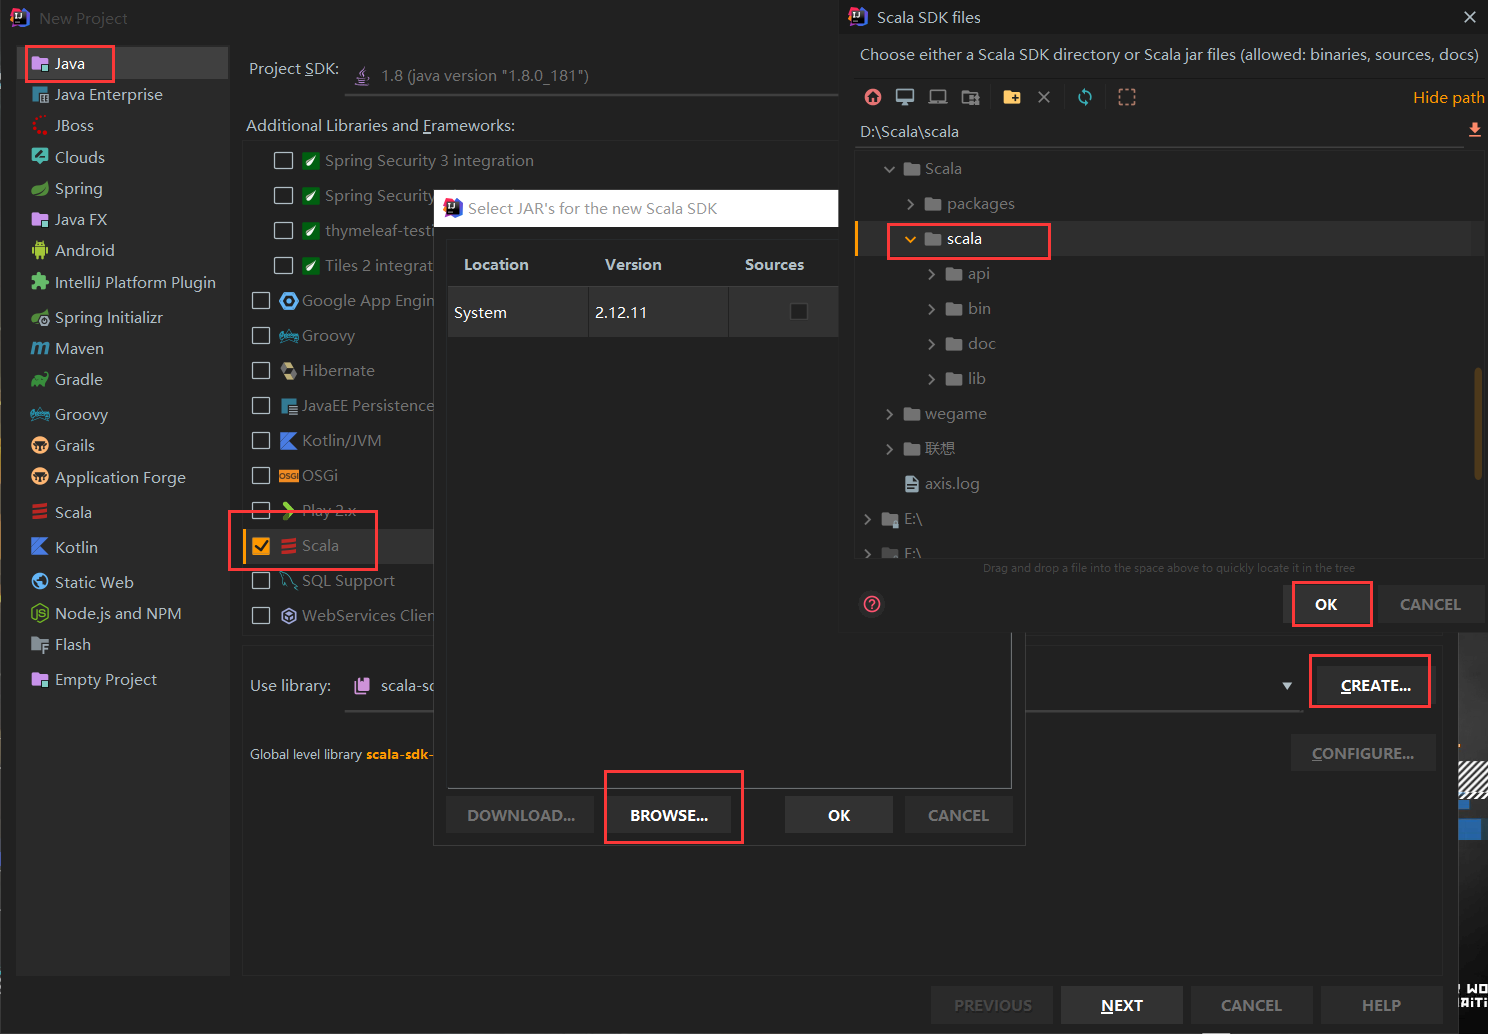 New Project
Java
Java Enterprise
JBoss
Clouds
Spring
Java FX
Android
IntelliJ Platform Plugin
Spring Initializr
Maven
Gradle
Groovy
Grails
Application Forge
Scala
Kotlin
Static Web
Node.js and NPM
Flash
Empty Project
Project SDK:
1.8 (java version "1.8.0_181")
Additional Libraries and Frameworks:
Spring Security 3 integration
Spring Security
thymeleaf-test
Tiles 2 integrat
Google App Engin
Groovy
Hibernate
JavaEE Persistence
Kotlin/JVM
OSGi
Play 2.x
Scala
SQL Support
WebServices Clien
Use library:
scala-sd
CREATE...
Global level library scala-sdk-
CONFIGURE...
Select JAR's for the new Scala SDK
Location Version Sources
System 2.12.11
DOWNLOAD... BROWSE... OK CANCEL
Scala SDK files
Choose either a Scala SDK directory or Scala jar files (allowed: binaries, sources, docs)
Hide path
D:\Scala\scala
Scala
packages
scala
api
bin
doc
lib
wegame
联想
axis.log
E:\
F:\
Drag and drop a file into the space above to quickly locate it in the tree
OK CANCEL
PREVIOUS NEXT CANCEL HELP